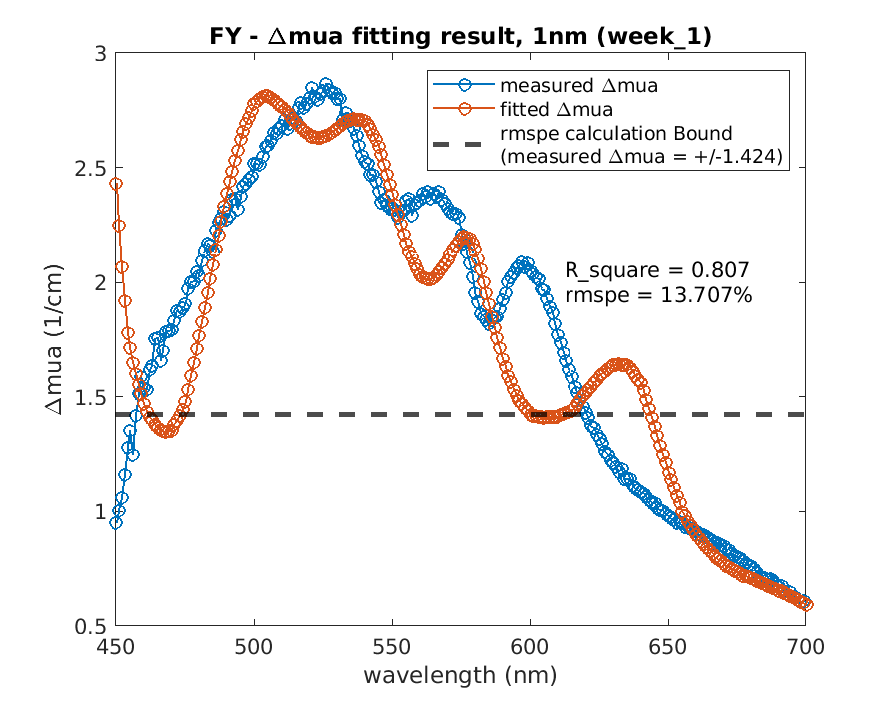 FY - Δmua fitting result, 1nm (week_1)
3
2.5
2
1.5
1
0.5
Δmua (1/cm)
measured Δmua
fitted Δmua
rmspe calculation Bound
(measured Δmua = +/-1.424)
R_square = 0.807
rmspe = 13.707%
450
500
550
600
650
700
wavelength (nm)